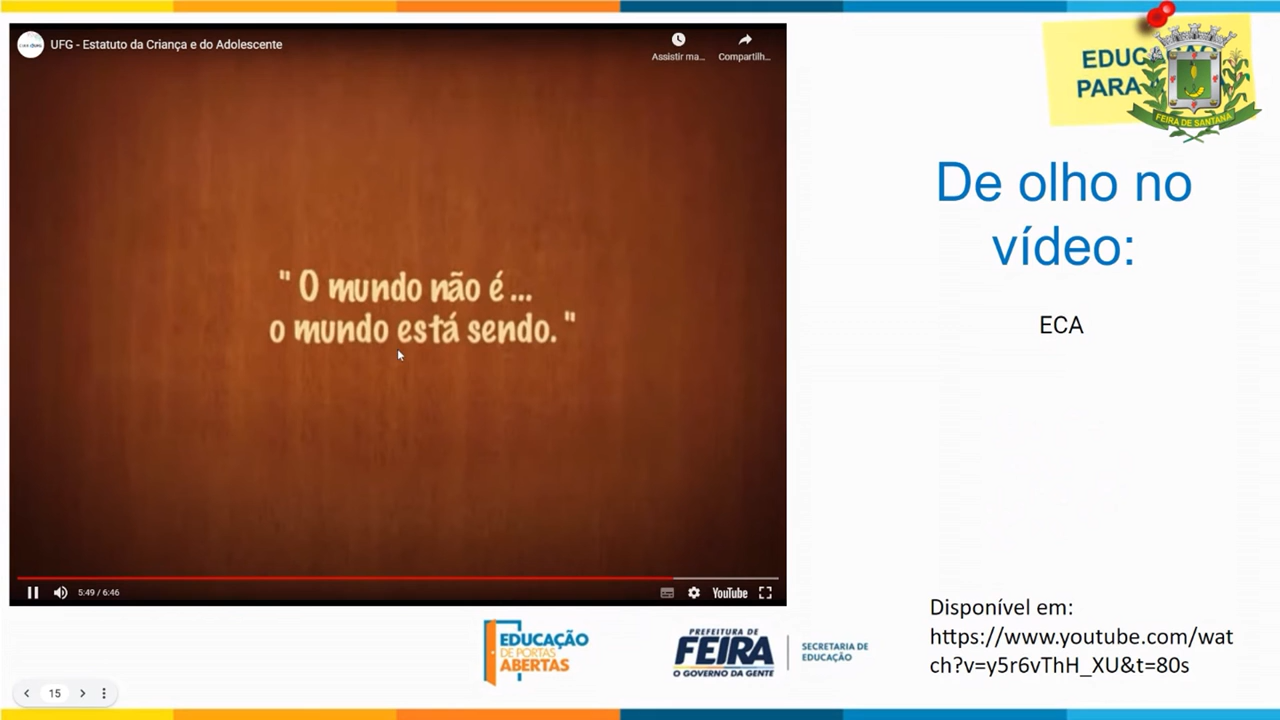 UFG - Estatuto da Criança e do Adolescente
Assistir ma...
Compartilh...
" O mundo não é ...
o mundo está sendo. "
5:49 / 6:46
YouTube
PARA
FEIRA DE SANTANA
De olho no
vídeo:
ECA
Disponível em:
https://www.youtube.com/wat
ch?v=y5r6vThH_XU&t=80s
EDUCAÇÃO
DE PORTAS
ABERTAS
PREFEITURA DE
FEIRA
O GOVERNO DA GENTE
SECRETARIA DE
EDUCAÇÃO
15